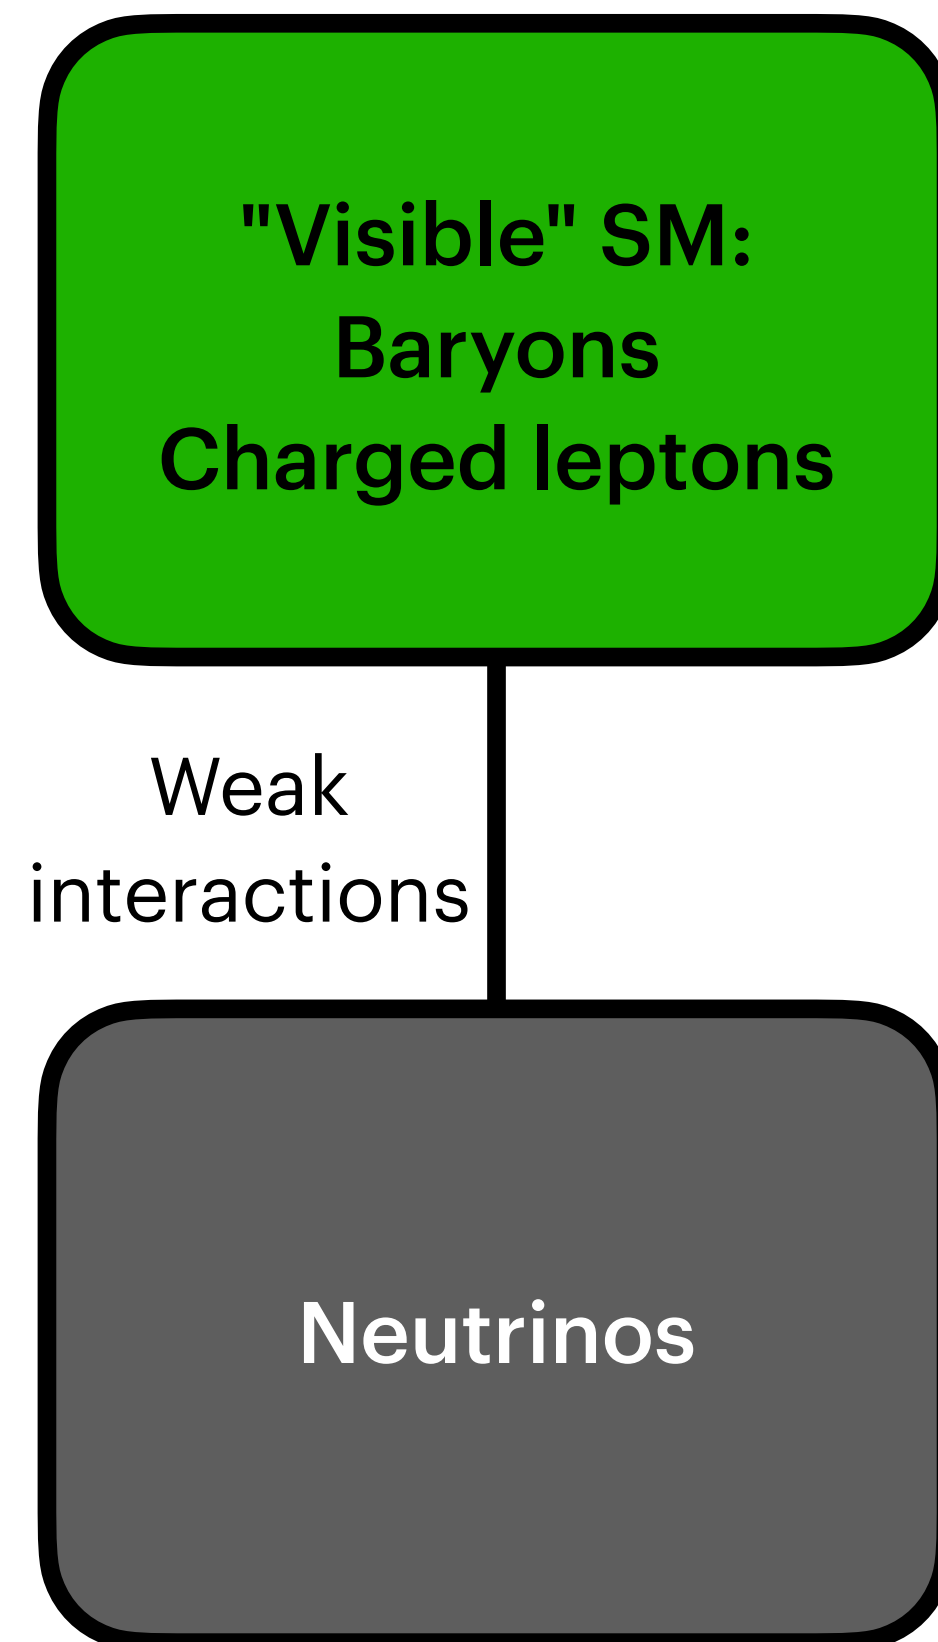 "Visible" SM:
Baryons
Charged leptons
Weak
interactions
Neutrinos